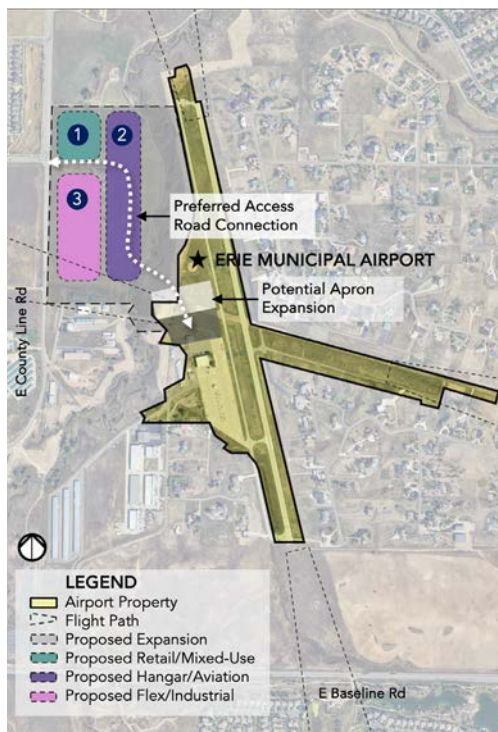 1
2
3
Preferred Access
Road Connection
ERIE MUNICIPAL AIRPORT
Potential Apron
Expansion
E County Line Rd
LEGEND
Airport Property
Flight Path
Proposed Expansion
Proposed Retail/Mixed-Use
Proposed Hangar/Aviation
Proposed Flex/Industrial
E Baseline Rd